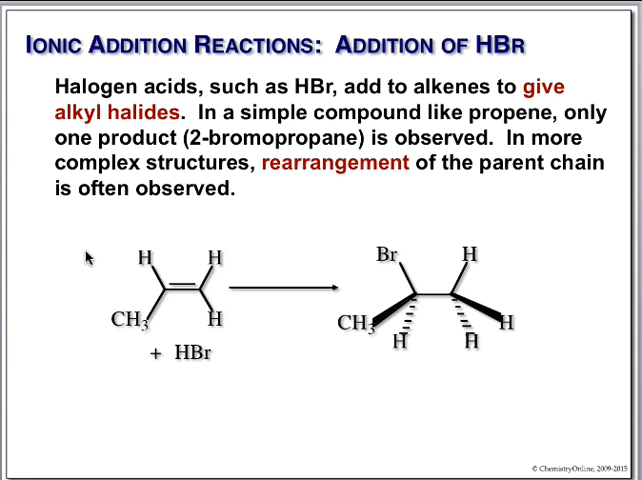 IONIC ADDITION REACTIONS: ADDITION OF HBR
Halogen acids, such as HBr, add to alkenes to give
alkyl halides. In a simple compound like propene, only
one product (2-bromopropane) is observed. In more
complex structures, rearrangement of the parent chain
is often observed.
H H Br H
CH3 H CH3 H
H H
+ HBr
© ChemistryOnline, 2009-2015